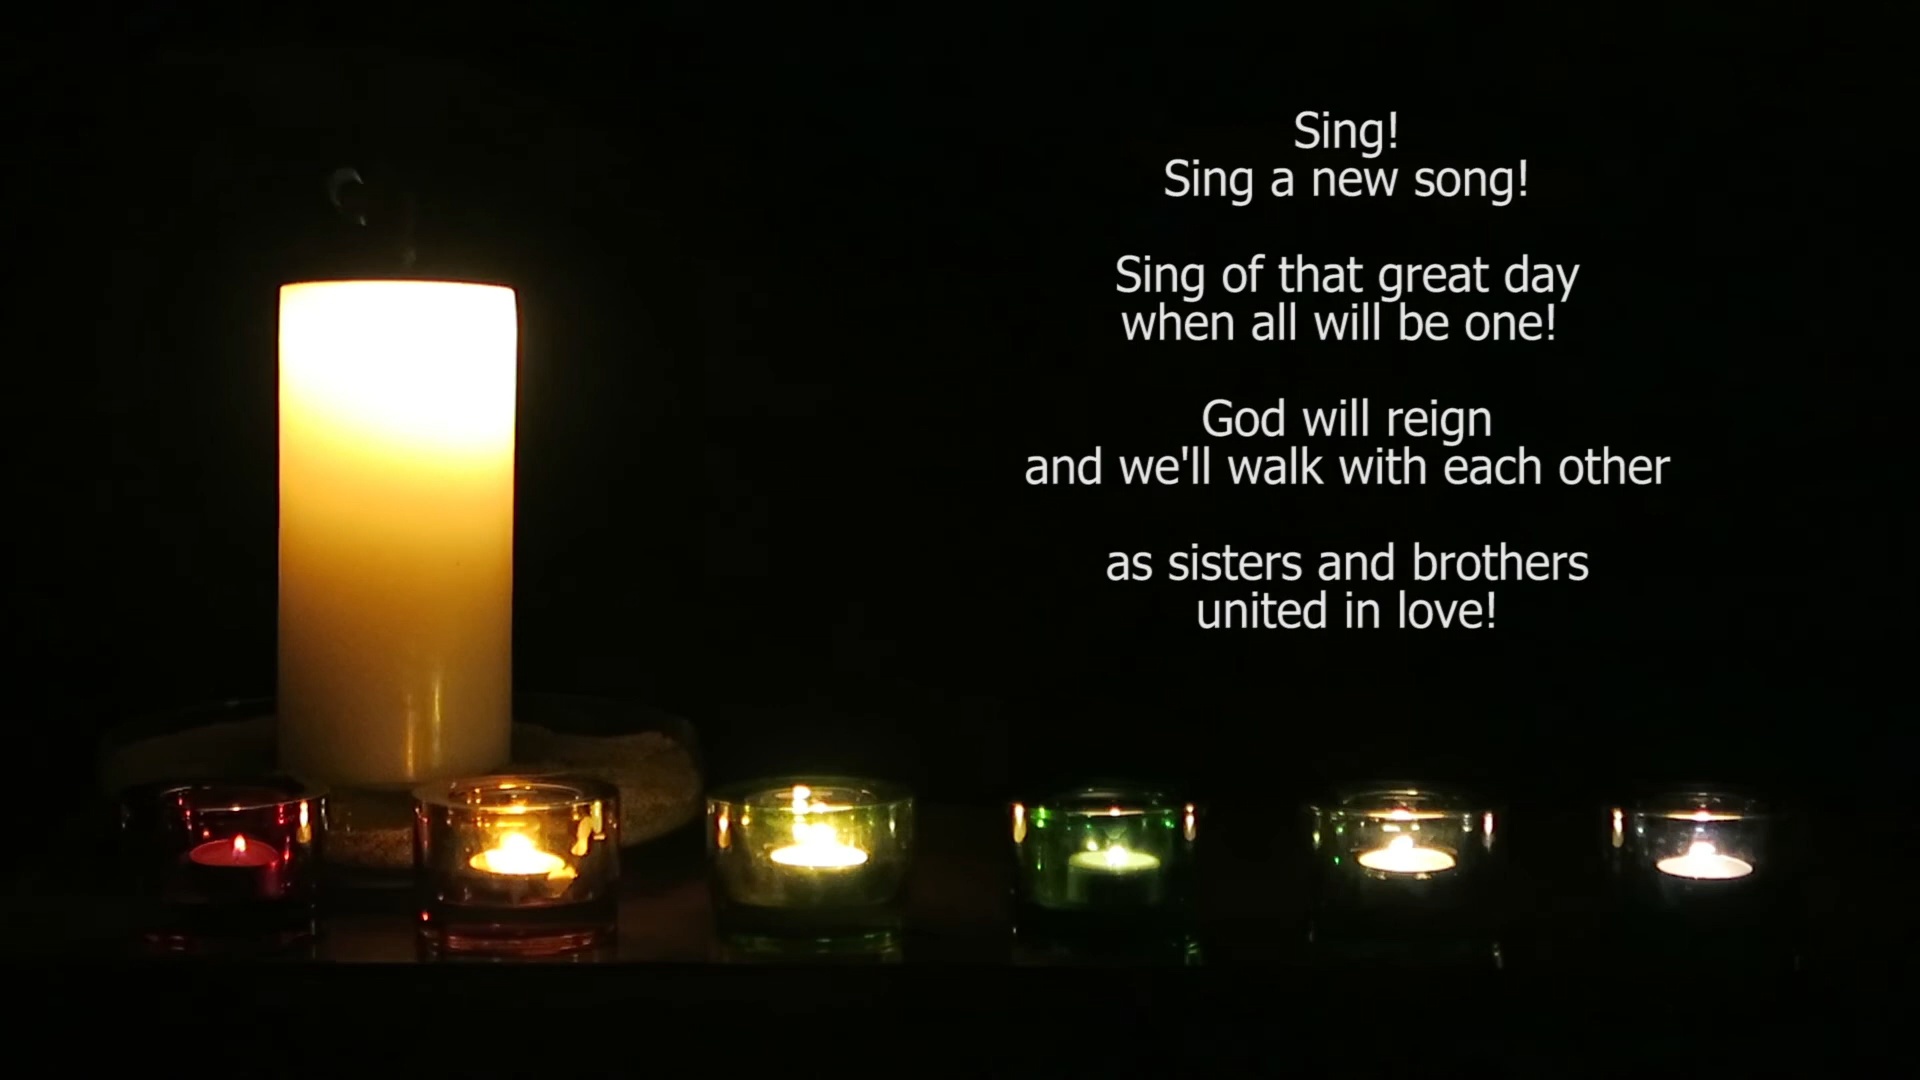 Sing!
Sing a new song!
Sing of that great day
when all will be one!
God will reign
and we'll walk with each other
as sisters and brothers
united in love!